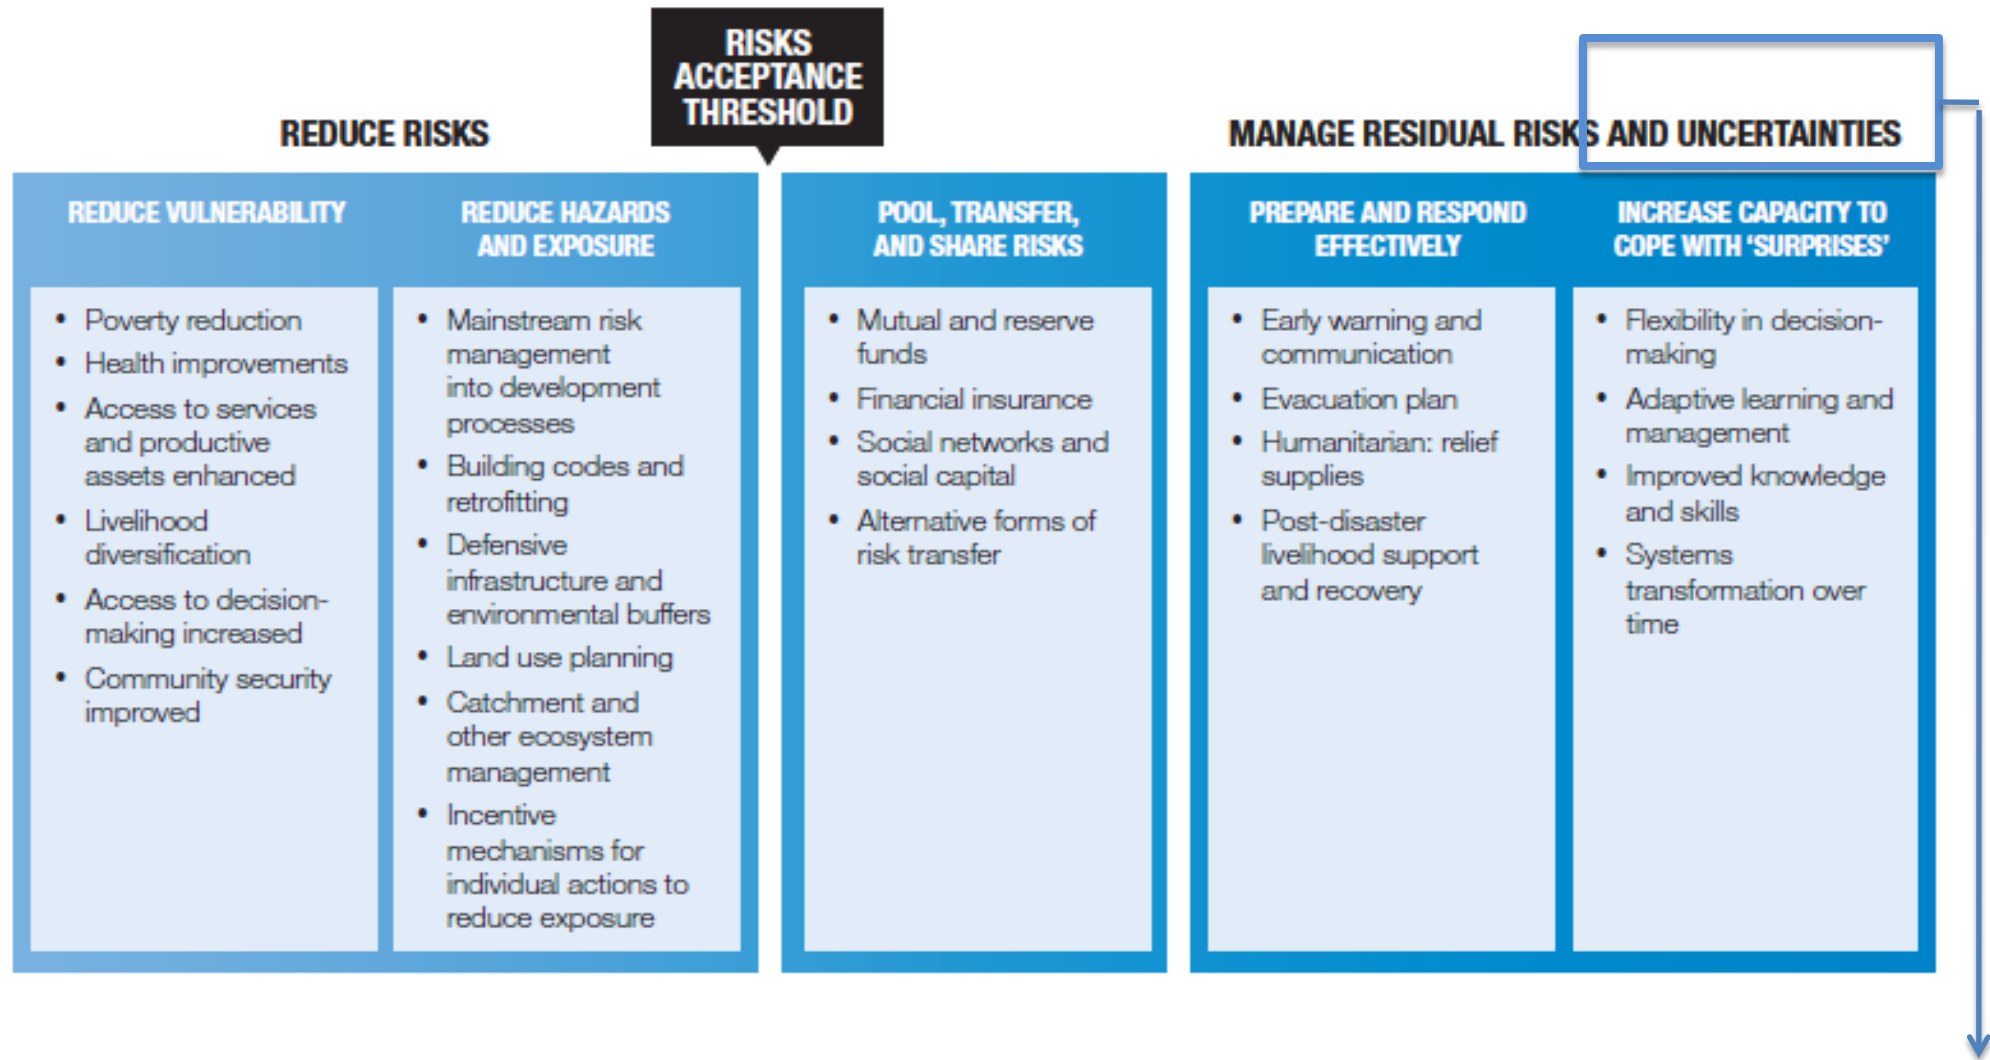 RISKS
ACCEPTANCE
THRESHOLD
REDUCE RISKS
MANAGE RESIDUAL RISKS AND UNCERTAINTIES
REDUCE VULNERABILITY
• Poverty reduction
• Health improvements
• Access to services
and productive
assets enhanced
• Livelihood
diversification
• Access to decision-
making increased
• Community security
improved
REDUCE HAZARDS
AND EXPOSURE
• Mainstream risk
management
into development
processes
• Building codes and
retrofitting
• Defensive
infrastructure and
environmental buffers
• Land use planning
• Catchment and
other ecosystem
management
• Incentive
mechanisms for
individual actions to
reduce exposure
POOL, TRANSFER,
AND SHARE RISKS
• Mutual and reserve
funds
• Financial insurance
• Social networks and
social capital
• Alternative forms of
risk transfer
PREPARE AND RESPOND
EFFECTIVELY
• Early warning and
communication
• Evacuation plan
• Humanitarian: relief
supplies
• Post-disaster
livelihood support
and recovery
INCREASE CAPACITY TO
COPE WITH ‘SURPRISES’
• Flexibility in decision-
making
• Adaptive learning and
management
• Improved knowledge
and skills
• Systems
transformation over
time